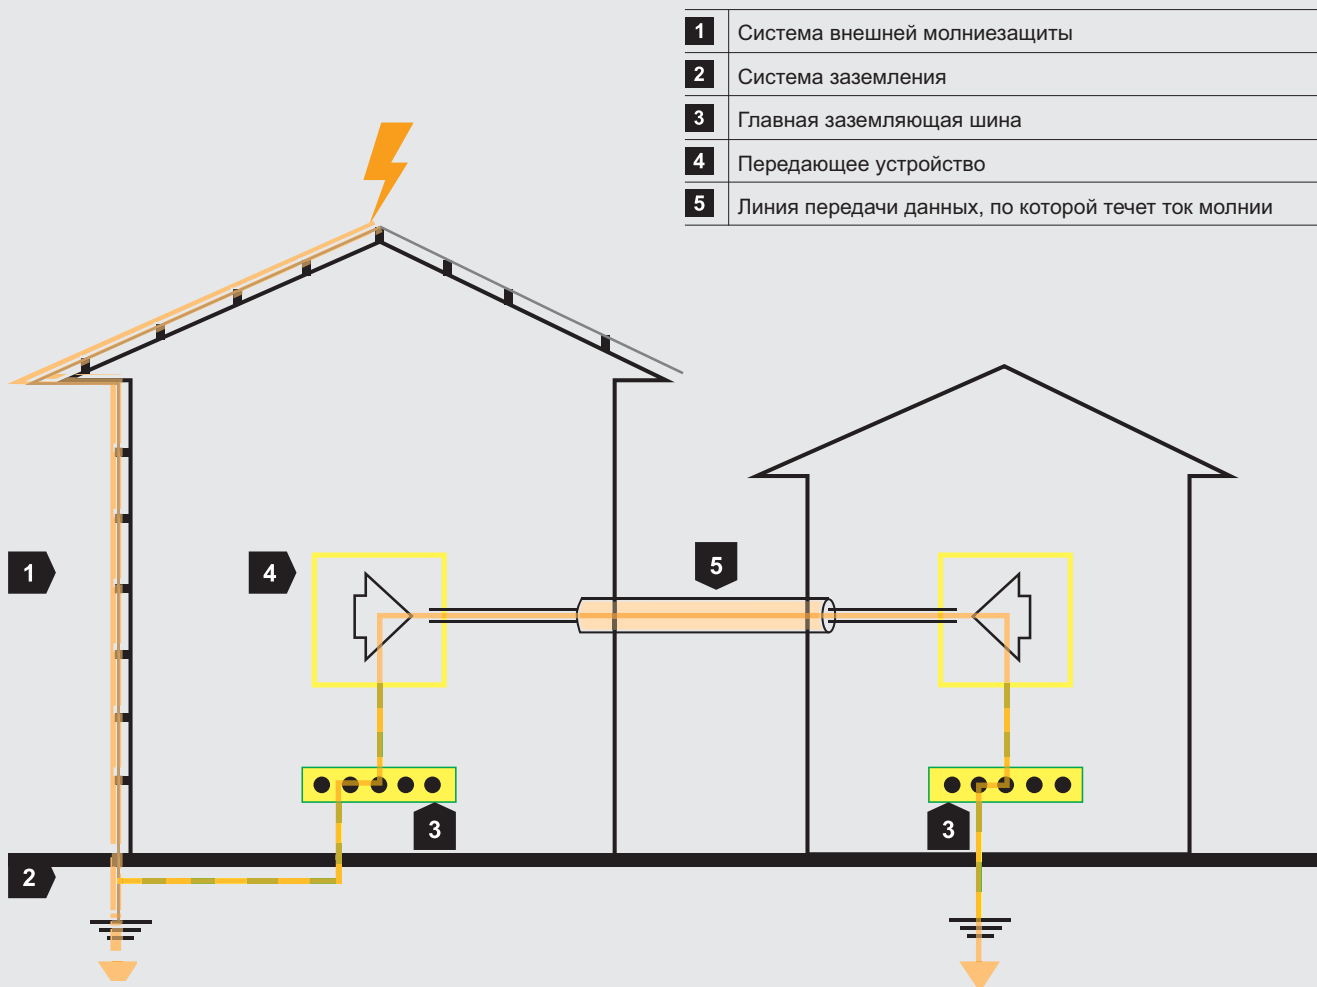 1 Система внешней молниезащиты
2 Система заземления
3 Главная заземляющая шина
4 Передающее устройство
5 Линия передачи данных, по которой течет ток молнии
1
4
5
3
3
2